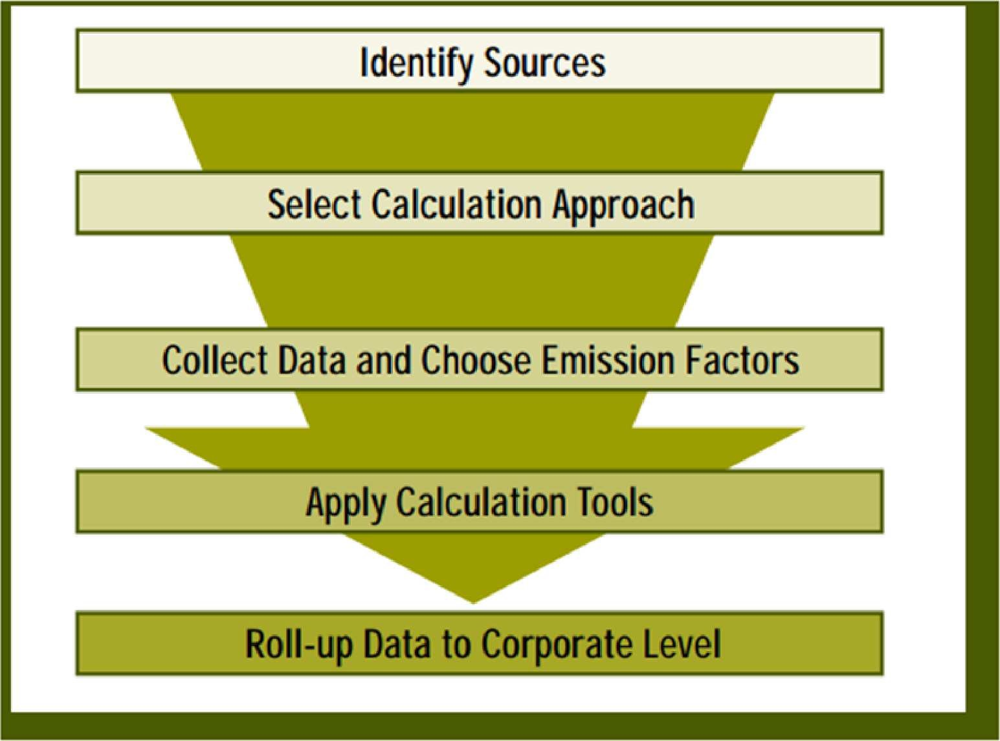 Identify Sources
Select Calculation Approach
Collect Data and Choose Emission Factors
Apply Calculation Tools
Roll-up Data to Corporate Level